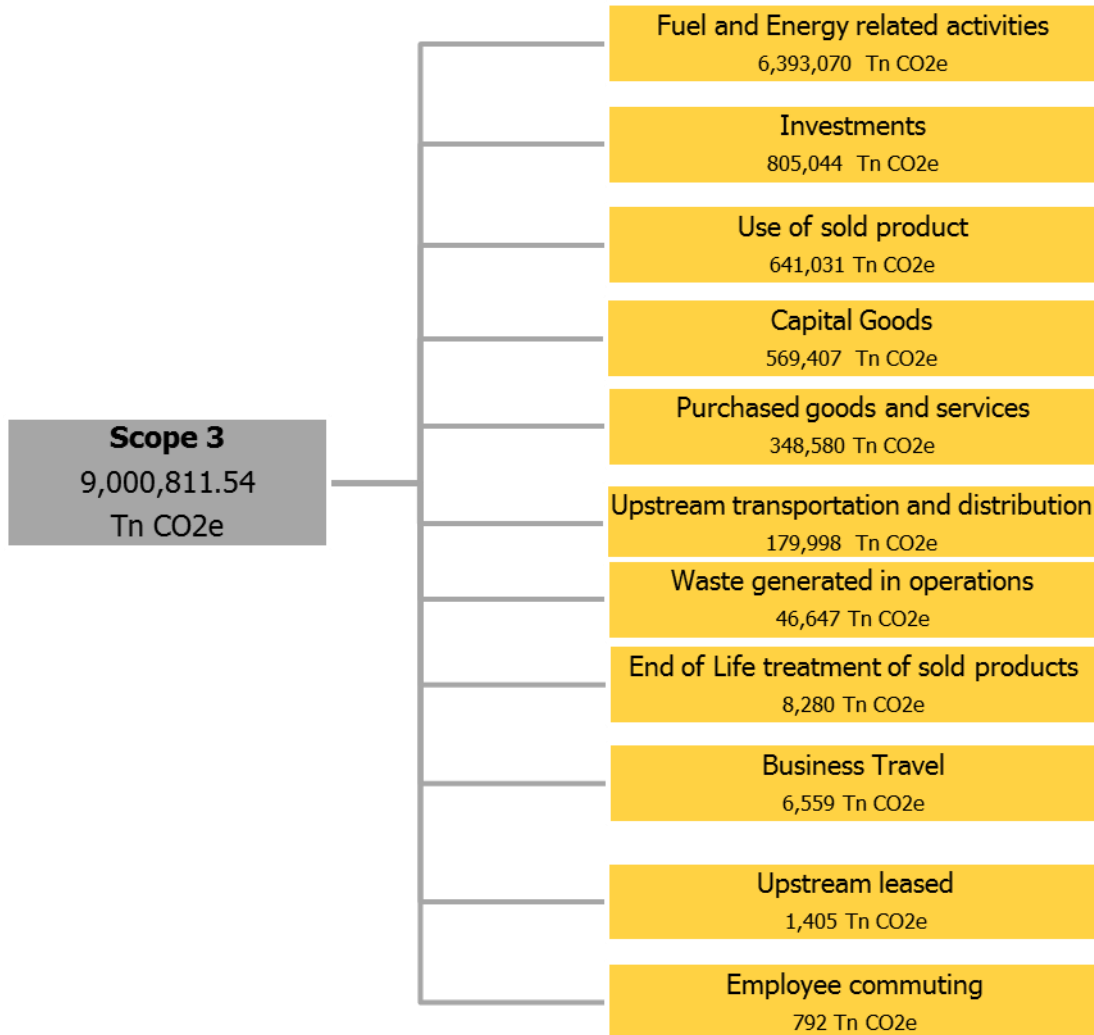 Fuel and Energy related activities
6,393,070 Tn CO2e
Investments
805,044 Tn CO2e
Use of sold product
641,031 Tn CO2e
Capital Goods
569,407 Tn CO2e
Purchased goods and services
348,580 Tn CO2e
Scope 3
9,000,811.54
Tn CO2e
Upstream transportation and distribution
179,998 Tn CO2e
Waste generated in operations
46,647 Tn CO2e
End of Life treatment of sold products
8,280 Tn CO2e
Business Travel
6,559 Tn CO2e
Upstream leased
1,405 Tn CO2e
Employee commuting
792 Tn CO2e